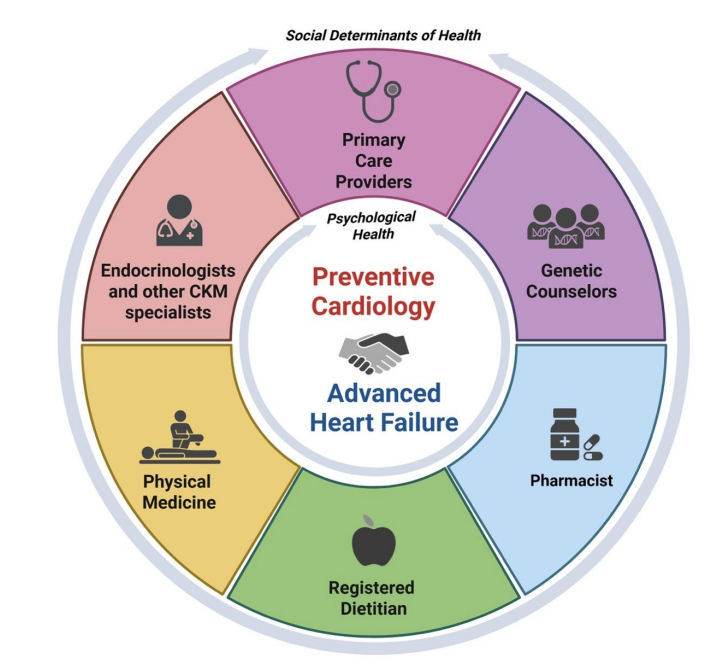 Social Determinants of Health
Primary
Care
Providers
Psychological
Health
Preventive
Cardiology
Advanced
Heart Failure
Genetic
Counselors
Pharmacist
Registered
Dietitian
Physical
Medicine
Endocrinologists
and other CKM
specialists